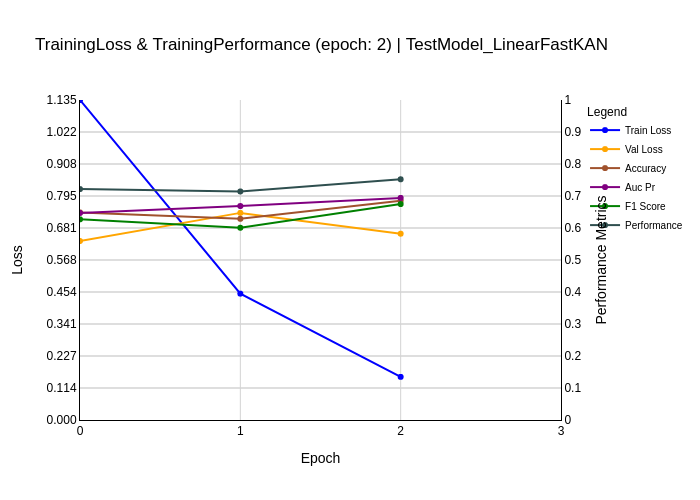 TrainingLoss & TrainingPerformance (epoch: 2) | TestModel_LinearFastKAN
Legend
Train Loss
Val Loss
Accuracy
Auc Pr
F1 Score
Performance
1.135
1.022
0.908
0.795
0.681
0.568
0.454
0.341
0.227
0.114
0.000
Loss
1
0.9
0.8
0.7
0.6
0.5
0.4
0.3
0.2
0.1
0
Performance Metrics
0 1 2 3
Epoch